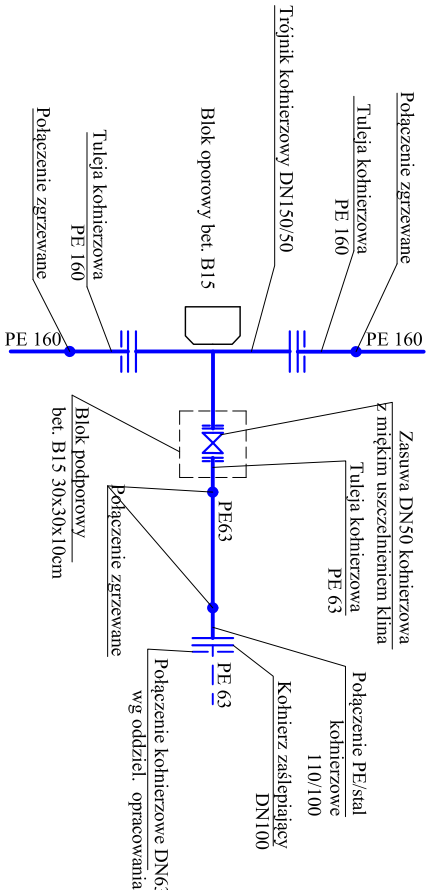 Połączenie zgrzewane
Tuleja kołnierzowa
PE 160
Trójnik kołnierzowy DN150/50
Blok oporowy bet. B15
Tuleja kołnierzowa
PE 160
Połączenie zgrzewane
PE 160
PE 160
Zasuwa DN50 kołnierzowa
z miękim uszczelnieniem klina
Tuleja kołnierzowa
PE 63
PE63
Blok podporowy
bet. B15 30x30x10cm
Połączenie zgrzewane
Połączenie PE/stal
kołnierzowe
110/100
Kołnierz zaślepiający
DN100
PE 63
Połączenie kołnierzowe DN63
wg oddziel. opracowania